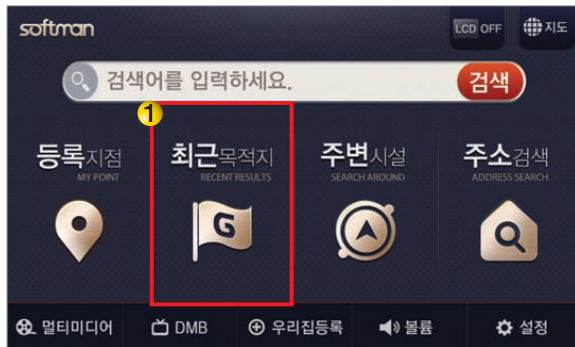 softman
LCD OFF
지도
검색어를 입력하세요.
검색
1
등록지점
MY POINT
최근목적지
RECENT RESULTS
G
주변시설
SEARCH AROUND
주소검색
ADDRESS SEARCH
멀티미디어
DMB
우리집등록
볼륨
설정